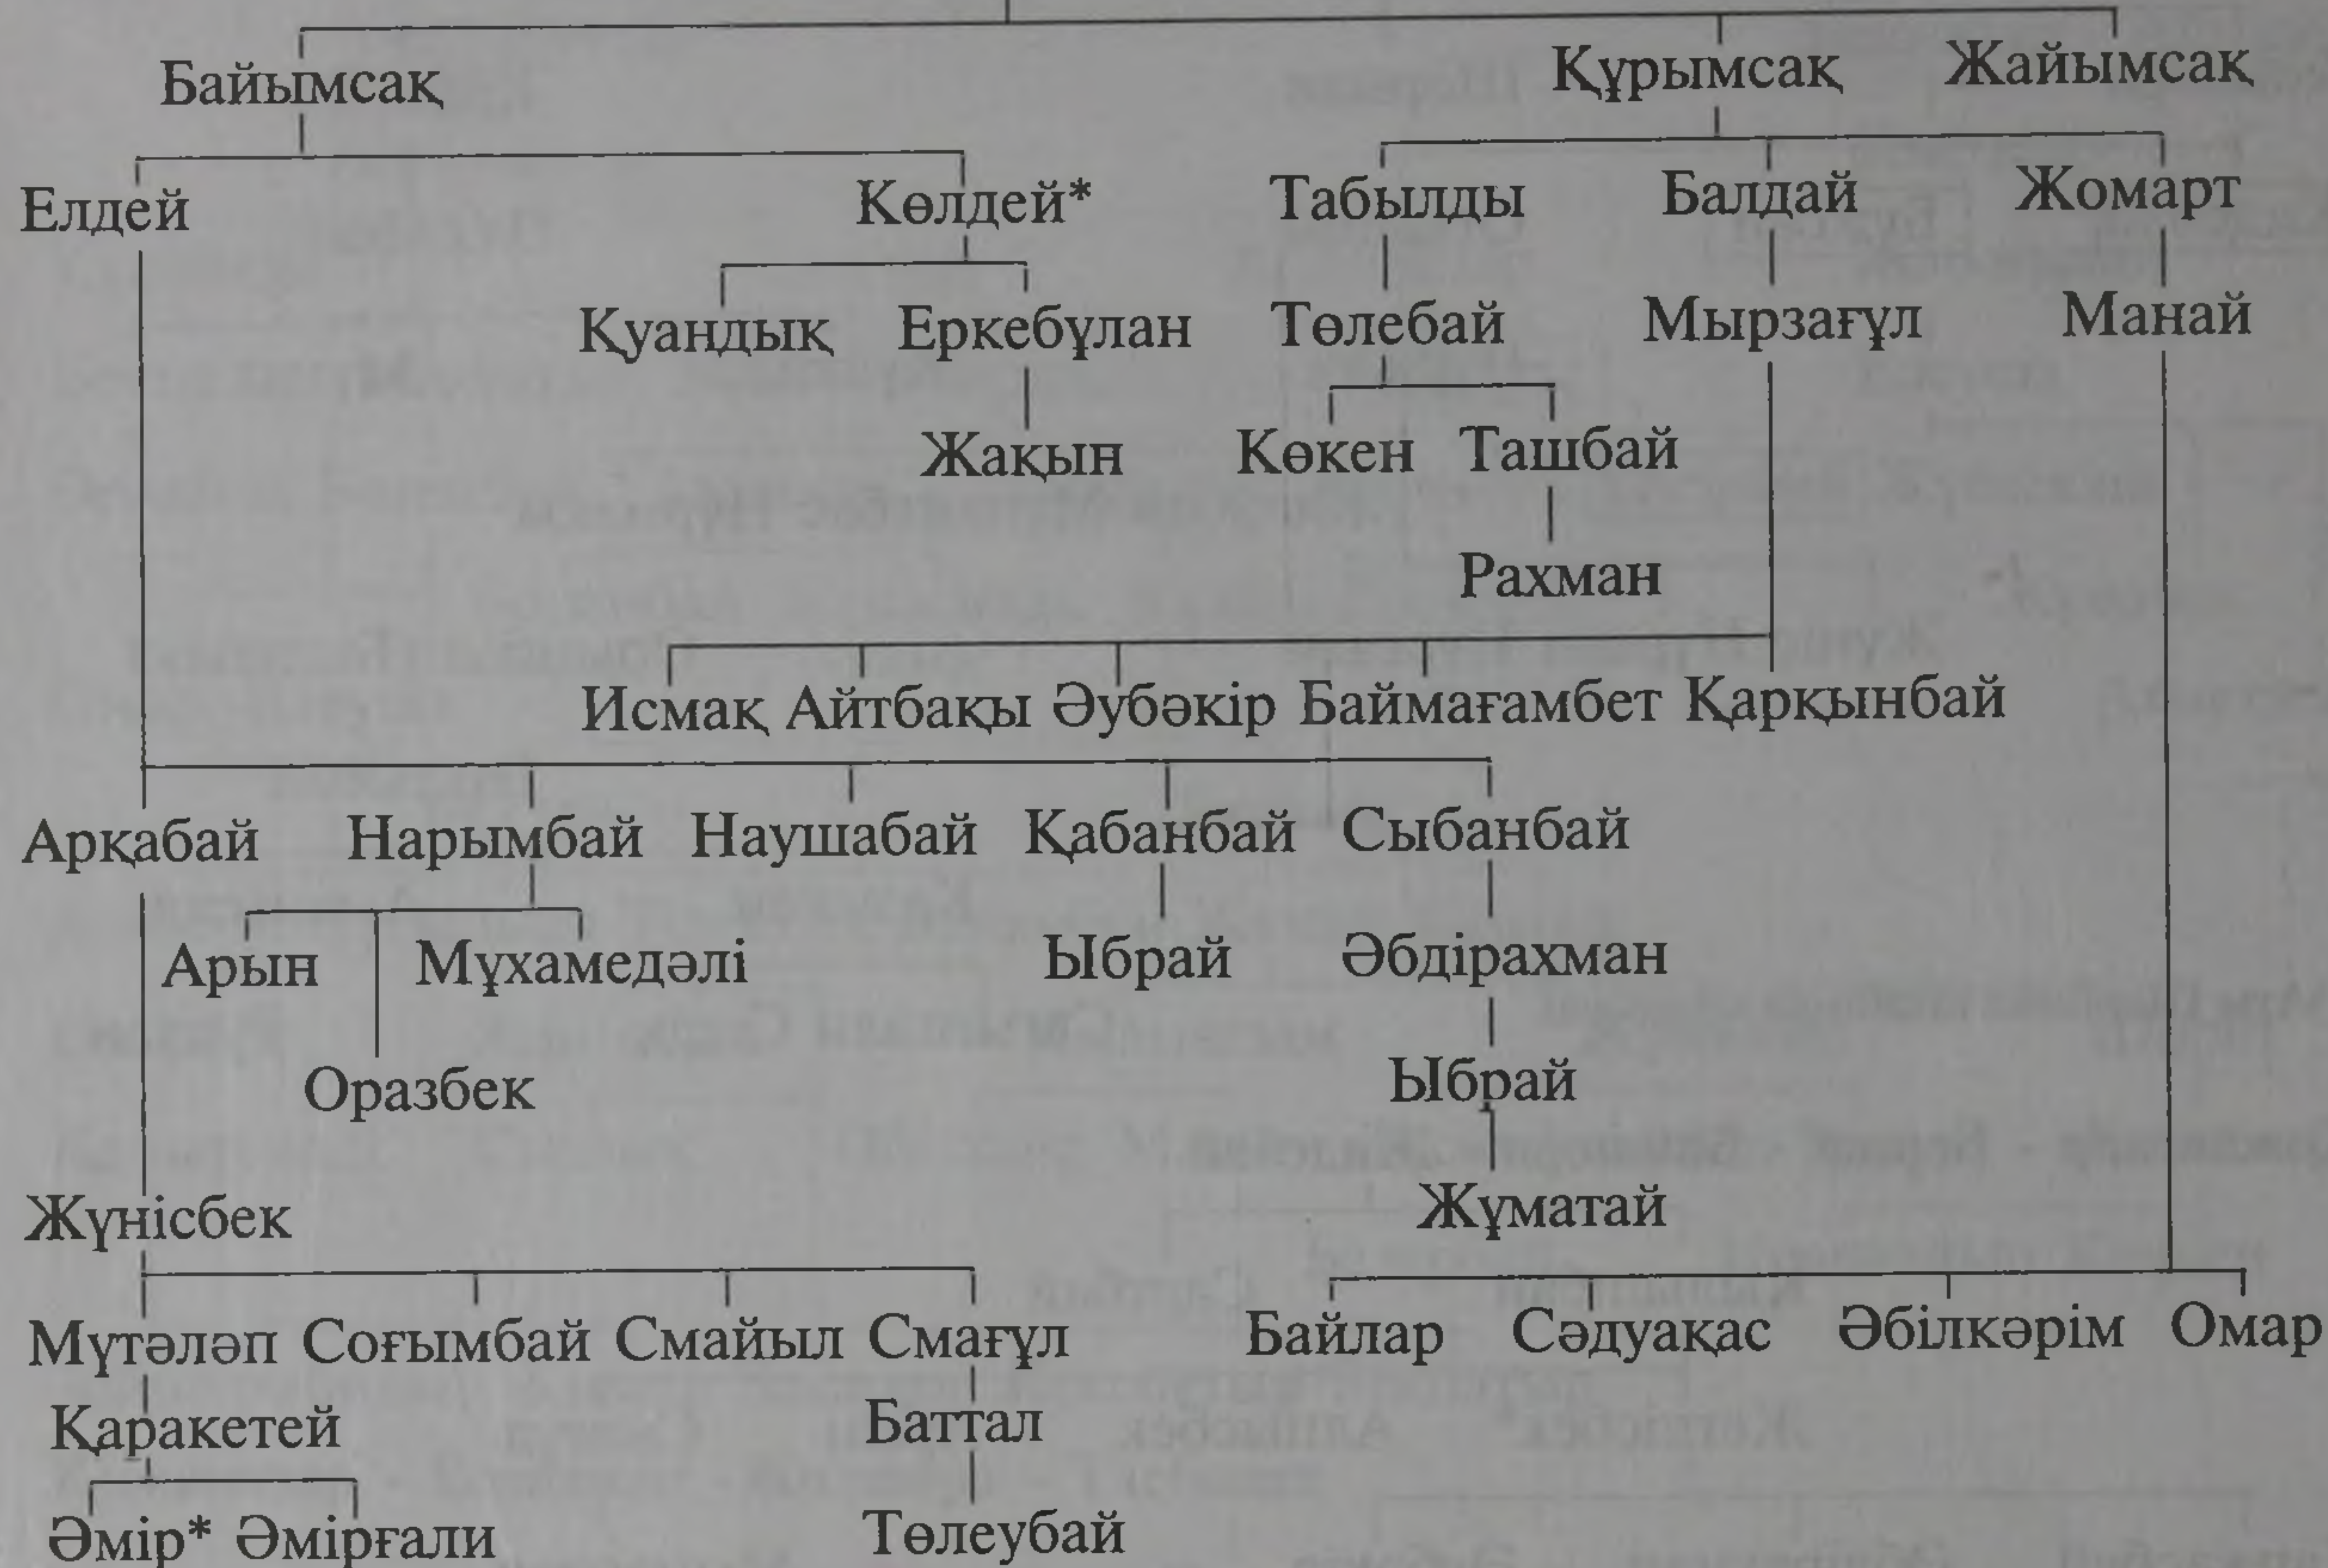 Байымсақ Құрымсақ Жайымсақ
Елдей Көлдей* Табылды Балдай Жомарт
Қуандық Еркебұлан Төлебай Мырзағұл Манай
Жақын Көкен Ташбай
Рахман
Исмақ Айтбақы Әубәкір Баймағамбет Қарқынбай
Арқабай Нарымбай Наушабай Қабанбай Сыбанбай
Арын Мұхамедәлі Ыбрай Әбдірахман
Оразбек Ыбрай
Жүнісбек Жұматай
Мүтәләп Соғымбай Смайыл Смағұл Байлар Сәдуақас Әбілкәрім Омар
Қаракетей Баттал
Әмір* Әмірғали Төлеубай